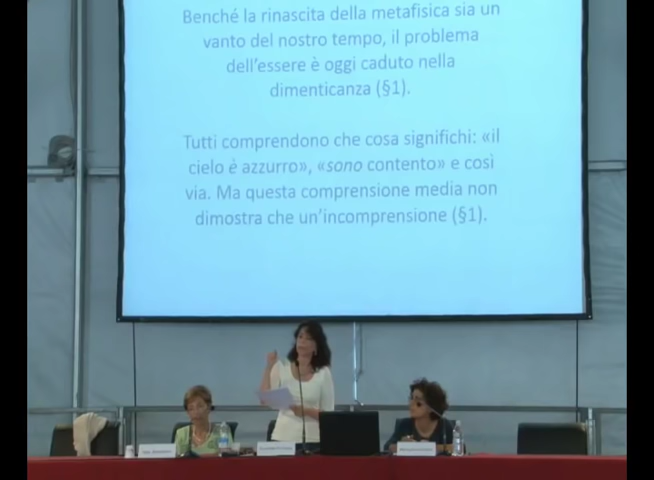 Benché la rinascita della metafisica sia un
vanto del nostro tempo, il problema
dell'essere è oggi caduto nella
dimenticanza (§1).
Tutti comprendono che cosa significhi: «il
cielo è azzurro», «sono contento» e così
via. Ma questa comprensione media non
dimostra che un'incomprensione (§1).